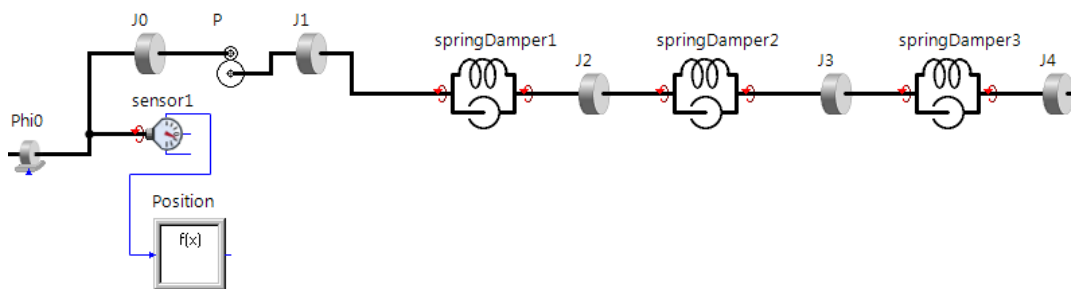 J0
P
J1
springDamper1
J2
springDamper2
J3
springDamper3
J4
sensor1
Phi0
Position
f(x)